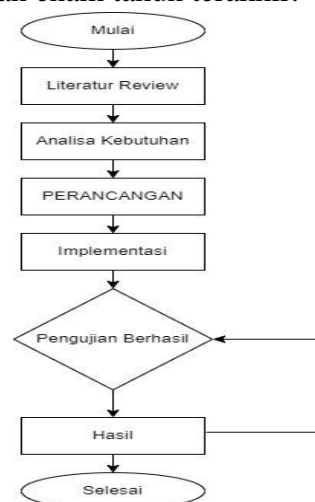 Mulai
Literatur Review
Analisa Kebutuhan
PERANCANGAN
Implementasi
Pengujian Berhasil
Hasil
Selesai